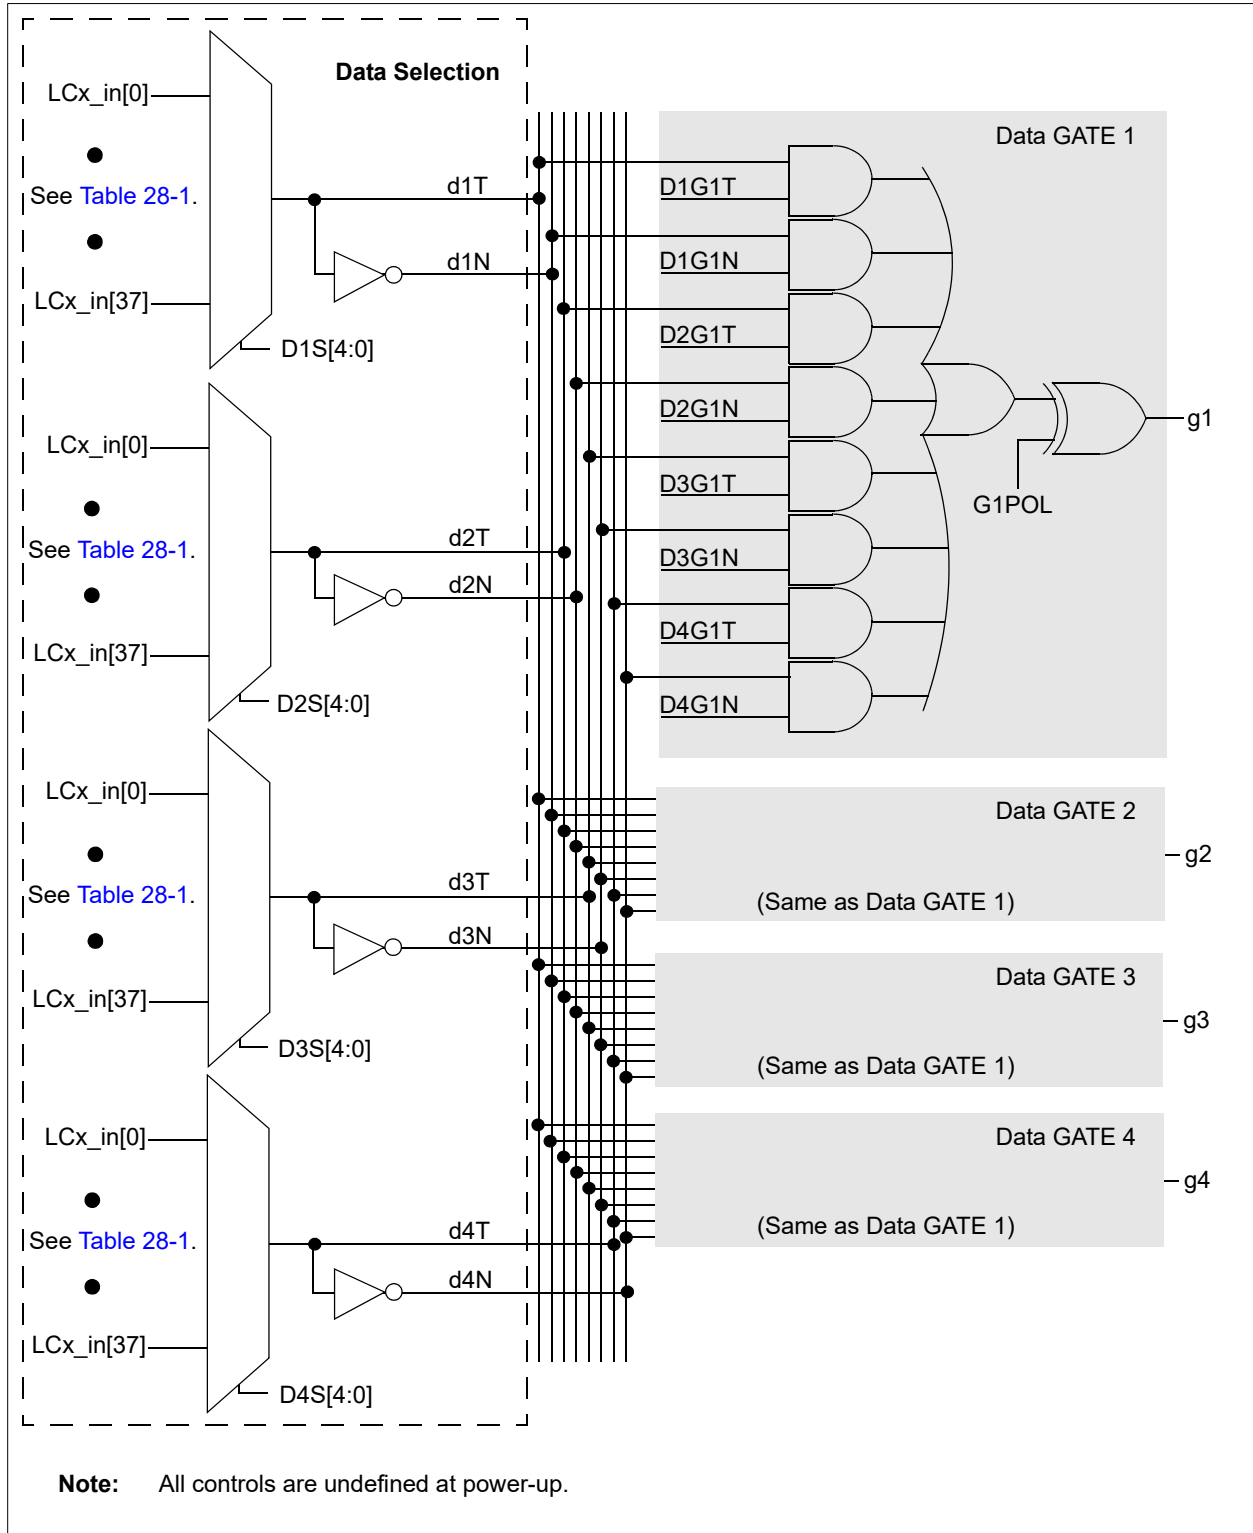 Data Selection
LCx_in[0]
See Table 28-1.
LCx_in[37]
D1S[4:0]
d1T
d1N
LCx_in[0]
See Table 28-1.
LCx_in[37]
D2S[4:0]
d2T
d2N
LCx_in[0]
See Table 28-1.
LCx_in[37]
D3S[4:0]
d3T
d3N
LCx_in[0]
See Table 28-1.
LCx_in[37]
D4S[4:0]
d4T
d4N
Data GATE 1
D1G1T
D1G1N
D2G1T
D2G1N
D3G1T
D3G1N
D4G1T
D4G1N
G1POL
g1
Data GATE 2
(Same as Data GATE 1)
g2
Data GATE 3
(Same as Data GATE 1)
g3
Data GATE 4
(Same as Data GATE 1)
g4
Note: All controls are undefined at power-up.